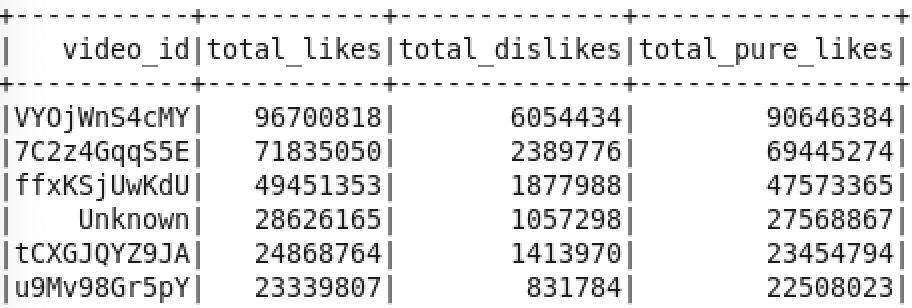 +-----------+-----------+--------------+----------------+
|   video_id|total_likes|total_dislikes|total_pure_likes|
+-----------+-----------+--------------+----------------+
|VYOjWnS4cMY|   96700818|       6054434|        90646384|
|7C2z4GqqS5E|   71835050|       2389776|        69445274|
|ffxKSjUwKdU|   49451353|       1877988|        47573365|
|    Unknown|   28626165|       1057298|        27568867|
|tCXGJQYZ9JA|   24868764|       1413970|        23454794|
|u9Mv98Gr5pY|   23339807|        831784|        22508023|